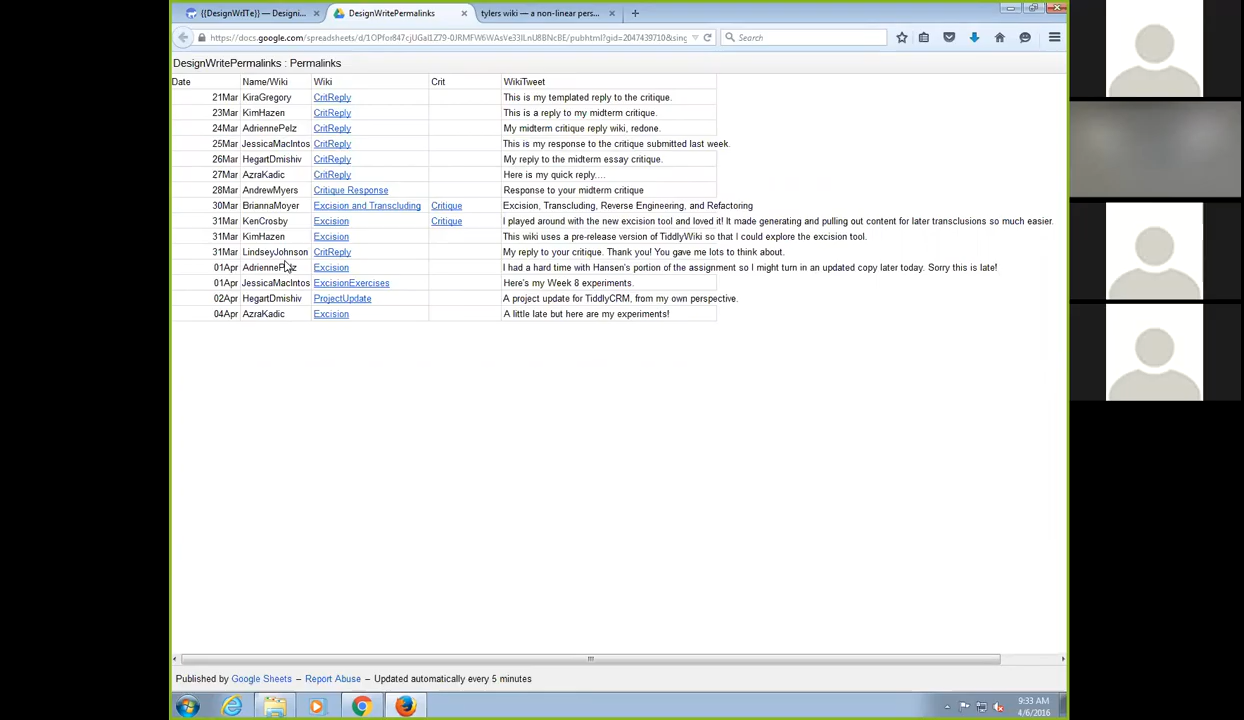 {{DesignWriTe}} — Designi...
DesignWritePermalinks
tylers wiki — a non-linear pers...
https://docs.google.com/spreadsheets/d/1OPfor847cjUGal1Z79-0JRMFW6WAsVe33ILnU8BNcBE/pubhtml?gid=2047439710&sing
Search
DesignWritePermalinks : Permalinks
Date Name/Wiki Wiki Crit WikiTweet
21Mar KiraGregory CritReply This is my templated reply to the critique.
23Mar KimHazen CritReply This is a reply to my midterm critique.
24Mar AdriennePelz CritReply My midterm critique reply wiki, redone.
25Mar JessicaMacIntos CritReply This is my response to the critique submitted last week.
26Mar HegartDmishiv CritReply My reply to the midterm essay critique.
27Mar AzraKadic CritReply Here is my quick reply....
28Mar AndrewMyers Critique Response Response to your midterm critique
30Mar BriannaMoyer Excision and Transcluding Critique Excision, Transcluding, Reverse Engineering, and Refactoring
31Mar KenCrosby Excision Critique I played around with the new excision tool and loved it! It made generating and pulling out content for later transclusions so much easier.
31Mar KimHazen Excision This wiki uses a pre-release version of TiddlyWiki so that I could explore the excision tool.
31Mar LindseyJohnson CritReply My reply to your critique. Thank you! You gave me lots to think about.
01Apr AdriennePelz Excision I had a hard time with Hansen's portion of the assignment so I might turn in an updated copy later today. Sorry this is late!
01Apr JessicaMacIntos ExcisionExercises Here's my Week 8 experiments.
02Apr HegartDmishiv ProjectUpdate A project update for TiddlyCRM, from my own perspective.
04Apr AzraKadic Excision A little late but here are my experiments!
Published by Google Sheets – Report Abuse – Updated automatically every 5 minutes
9:33 AM
4/6/2016